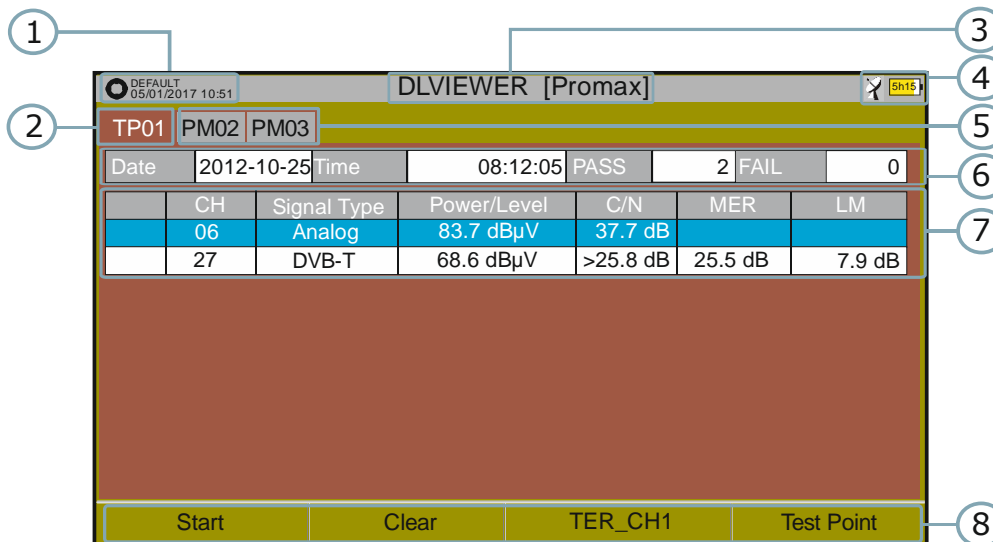 1
3
DEFAULT
05/01/2017 10:51
DLVIEWER [Promax]
5h15
4
2
TP01 PM02 PM03
5
Date 2012-10-25 Time 08:12:05 PASS 2 FAIL 0
6
CH Signal Type Power/Level C/N MER LM
7
06 Analog 83.7 dBµV 37.7 dB
27 DVB-T 68.6 dBµV >25.8 dB 25.5 dB 7.9 dB
Start Clear TER_CH1 Test Point
8